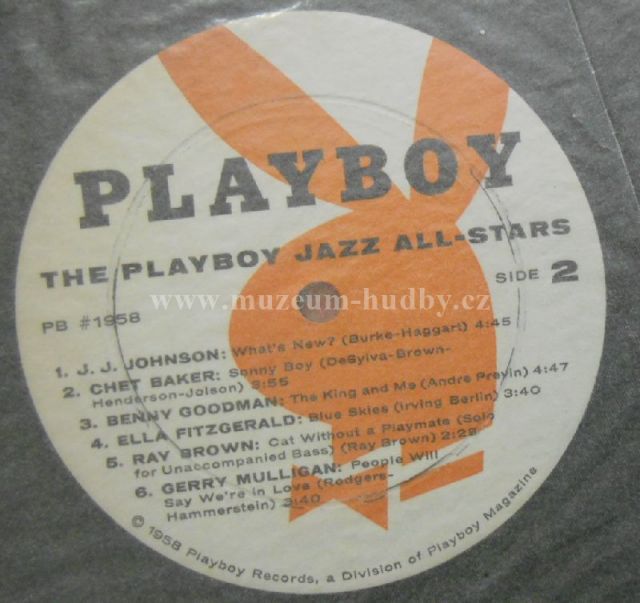 PLAYBOY
THE PLAYBOY JAZZ ALL-STARS
SIDE 2
PB #1958
www.muzeum-hudby.cz
1. J. J. JOHNSON: What's New? (Burke-Haggart) 4:45
2. CHET BAKER: Sonny Boy (DeSylva-Brown-
Henderson-Jolson) 3:55
3. BENNY GOODMAN: The King and Me (Andre Previn) 4:47
4. ELLA FITZGERALD: Blue Skies (Irving Berlin) 3:40
5. RAY BROWN: Cat Without a Playmate (Solo
for Unaccompanied Bass) (Ray Brown) 2:29
6. GERRY MULLIGAN: People Will
Say We're in Love (Rodgers-
Hammerstein) 3:40
© 1958 Playboy Records, a Division of Playboy Magazine